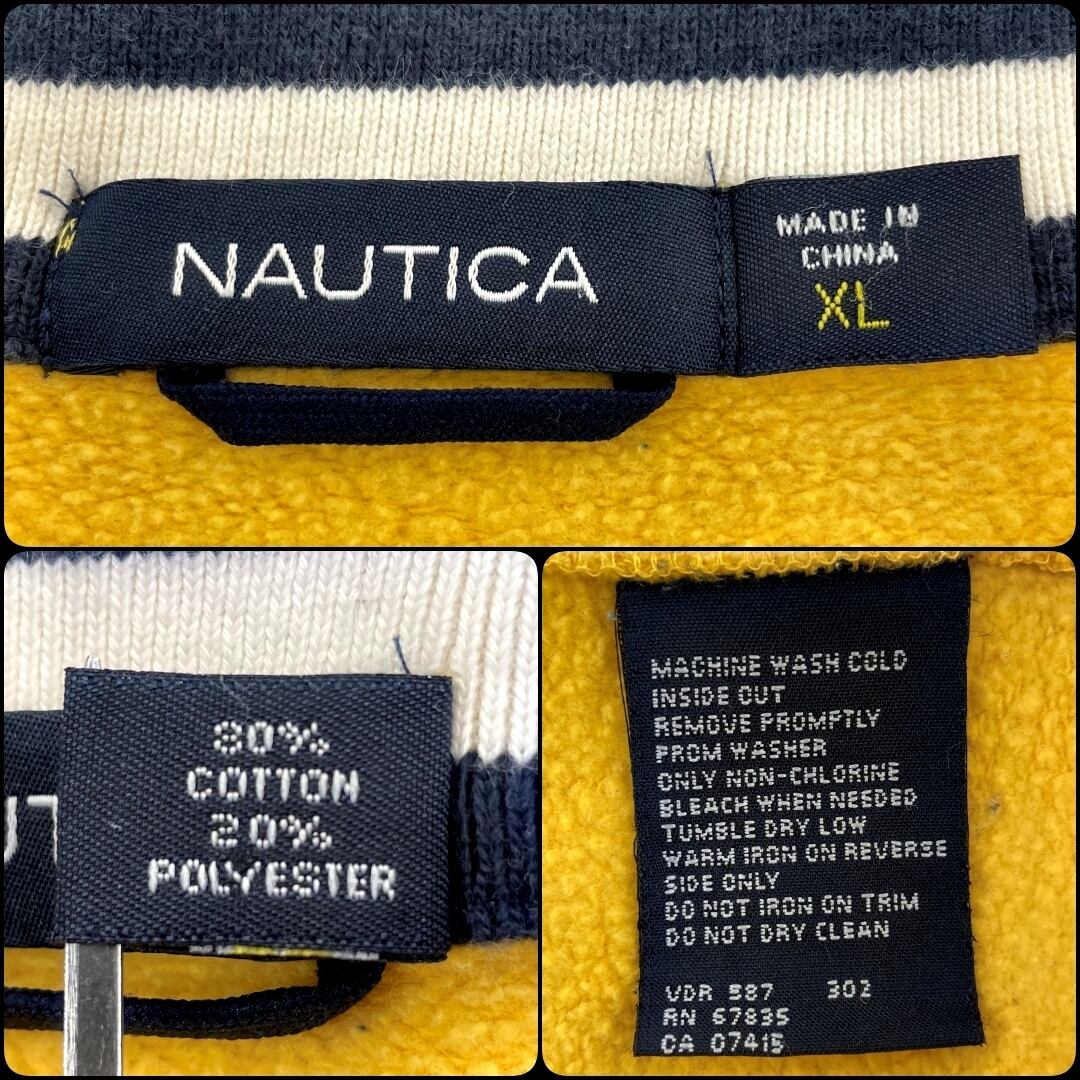 NAUTICA
MADE IN
CHINA
XL
80%
COTTON
20%
POLYESTER
MACHINE WASH COLD
INSIDE OUT
REMOVE PROMPTLY
FROM WASHER
ONLY NON-CHLORINE
BLEACH WHEN NEEDED
TUMBLE DRY LOW
WARM IRON ON REVERSE
SIDE ONLY
DO NOT IRON ON TRIM
DO NOT DRY CLEAN
VDR 587 302
RN 67835
CA 07415